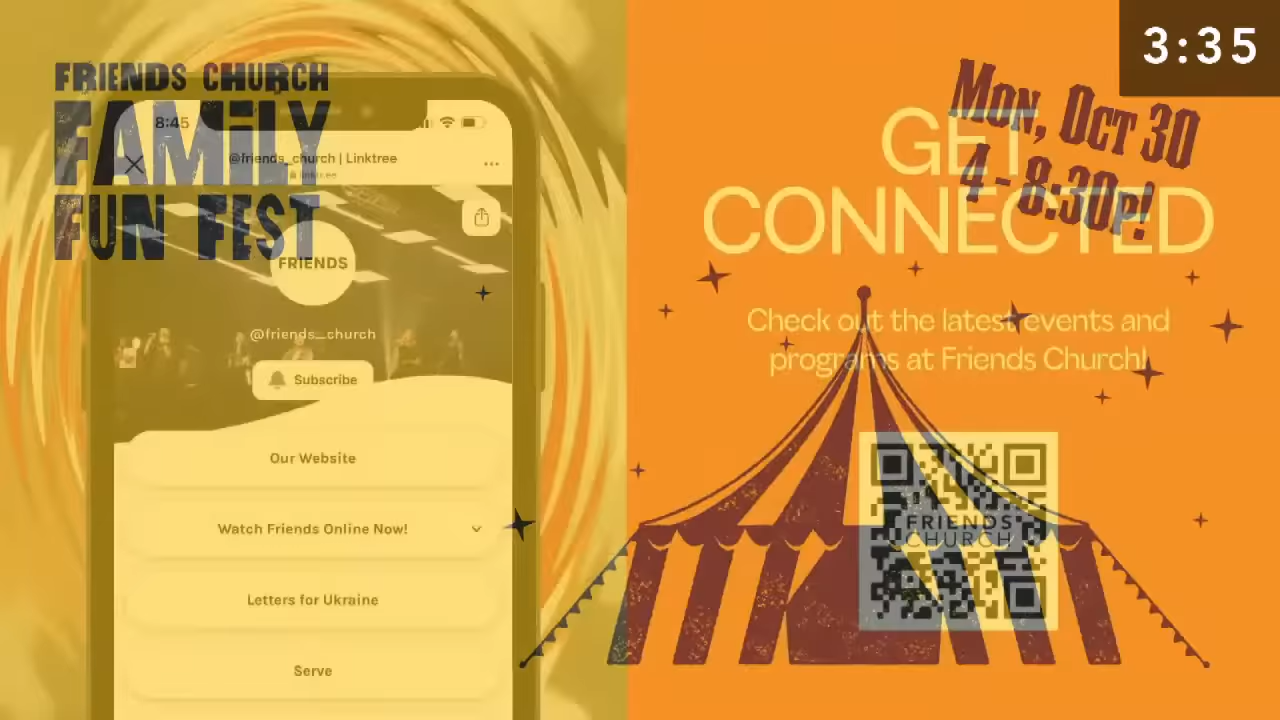 3:35
FRIENDS CHURCH
FAMILY
FUN FEST
MON, OCT 30
4 - 8:30P!
8:45
@friends_church | Linktree
linktree
FRIENDS
@friends_church
Subscribe
Our Website
Watch Friends Online Now!
Letters for Ukraine
Serve
GET
CONNECTED
Check out the latest events and
programs at Friends Church!
FRIENDS
CHURCH